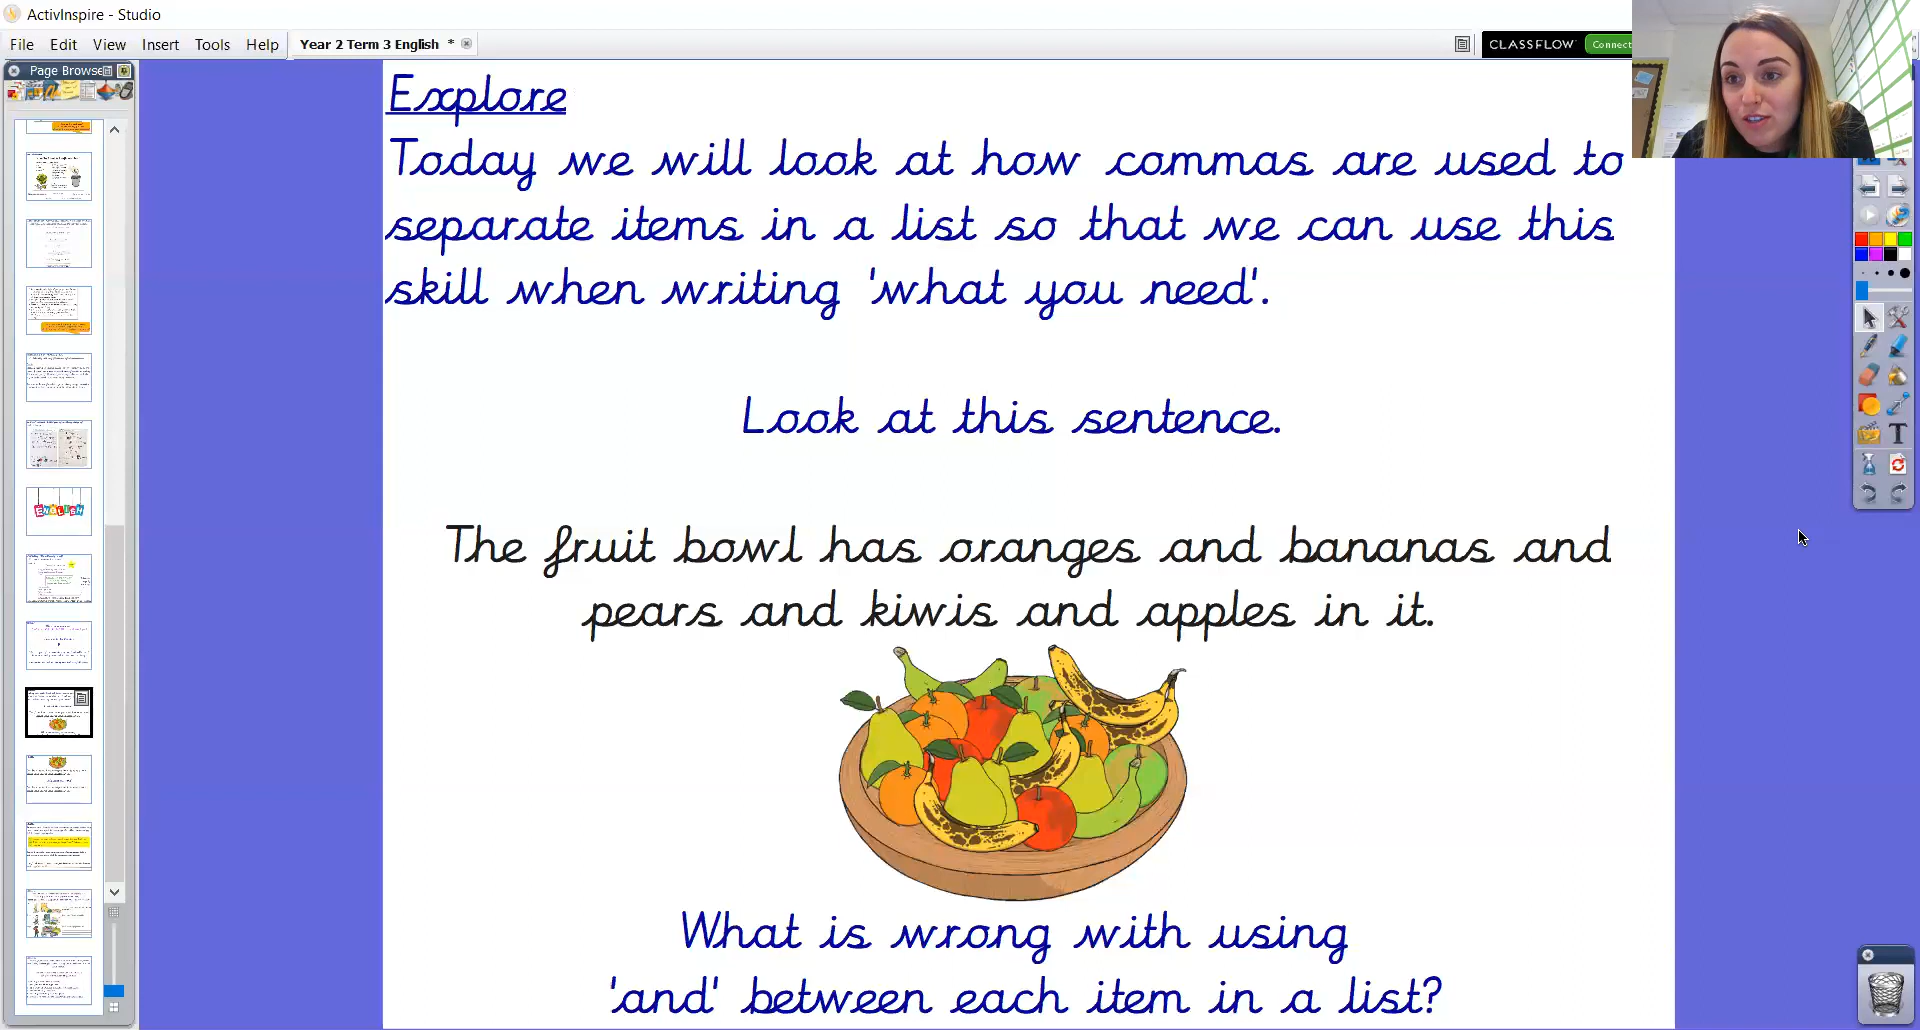 ActivInspire - Studio
File Edit View Insert Tools Help Year 2 Term 3 English *
CLASSFLOW Connect
Page Browse
Explore
Today we will look at how commas are used to
separate items in a list so that we can use this
skill when writing 'what you need'.
Look at this sentence.
The fruit bowl has oranges and bananas and
pears and kiwis and apples in it.
What is wrong with using
'and' between each item in a list?
ENGLISH
T